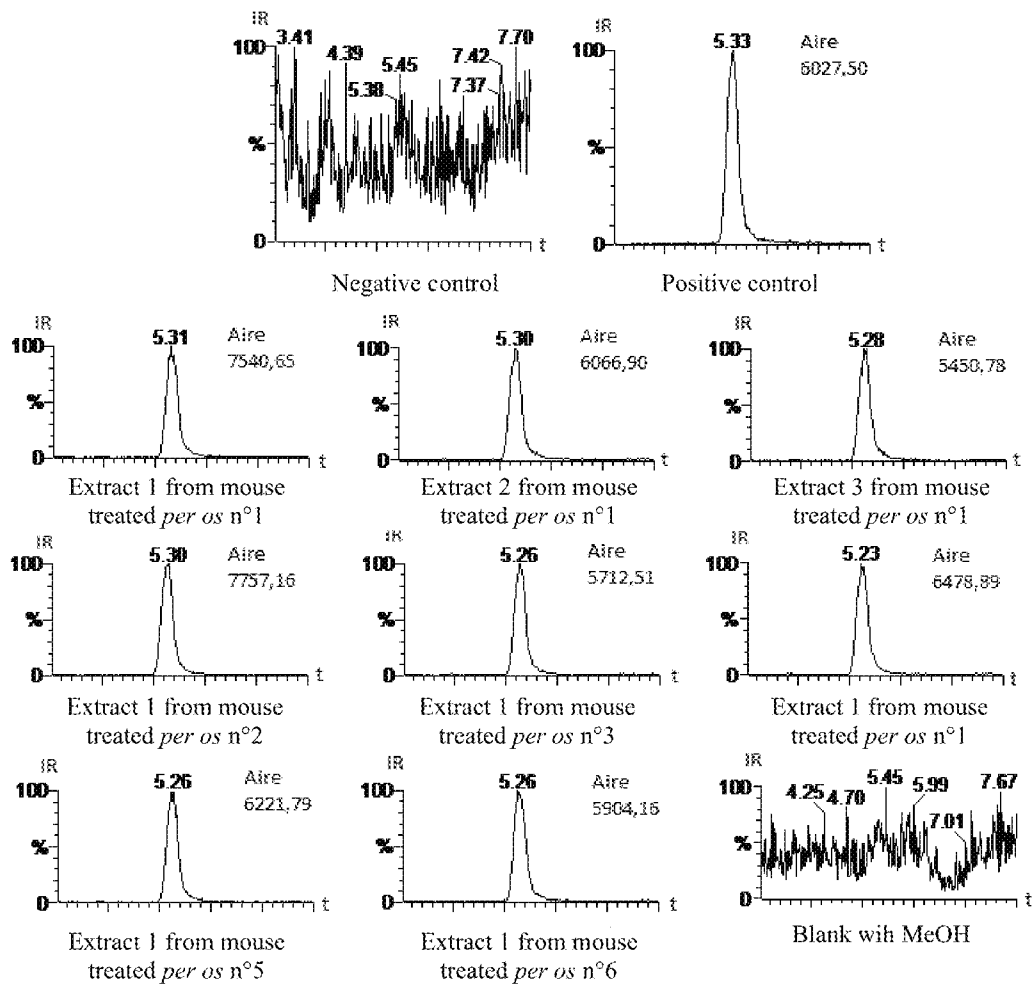 IR
100
%
0
3.41
4.39
5.38
5.45
7.37
7.42
7.70
t
Negative control
IR
100
%
0
5.33
Aire
6027,50
t
Positive control
IR
100
%
0
5.31
Aire
7540,65
t
Extract 1 from mouse
treated per os n°1
100
%
0
5.30
Aire
6066,90
t
Extract 2 from mouse
treated per os n°1
IR
100
%
0
5.28
Aire
5450,78
t
Extract 3 from mouse
treated per os n°1
IR
100
%
0
5.30
Aire
7757,16
t
Extract 1 from mouse
treated per os n°2
IR
100
%
0
5.26
Aire
5712,51
t
Extract 1 from mouse
treated per os n°3
IR
100
%
0
5.23
Aire
6478,89
t
Extract 1 from mouse
treated per os n°1
IR
100
%
0
5.26
Aire
6221,79
t
Extract 1 from mouse
treated per os n°5
IR
100
%
0
5.26
Aire
5904,16
t
Extract 1 from mouse
treated per os n°6
IR
100
%
0
4.25
4.70
5.45
5.99
7.01
7.67
t
Blank wih MeOH